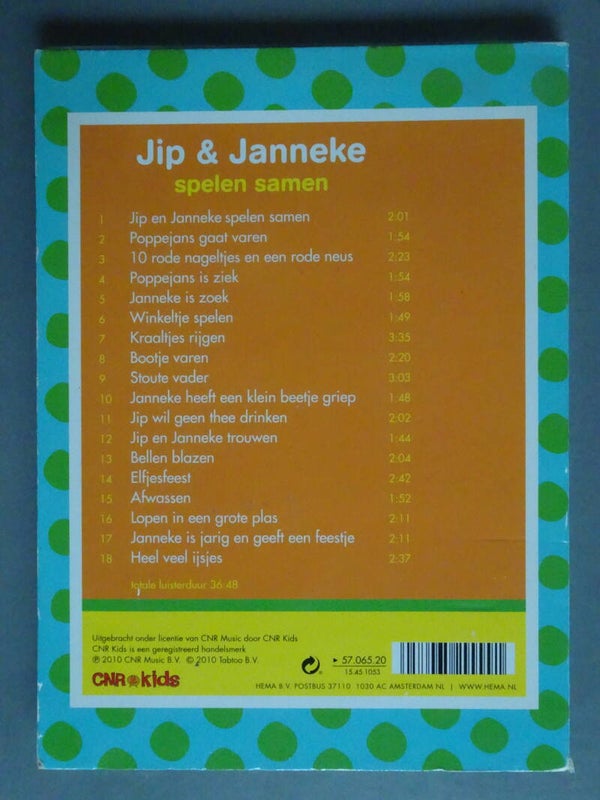 Jip & Janneke
spelen samen
1 Jip en Janneke spelen samen 2:01
2 Poppejans gaat varen 1:54
3 10 rode nageltjes en een rode neus 2:23
4 Poppejans is ziek 1:54
5 Janneke is zoek 1:58
6 Winkeltje spelen 1:49
7 Kraaltjes rijgen 3:35
8 Bootje varen 2:20
9 Stoute vader 3:03
10 Janneke heeft een klein beetje griep 1:48
11 Jip wil geen thee drinken 2:02
12 Jip en Janneke trouwen 1:44
13 Bellen blazen 2:04
14 Elfjesfeest 2:42
15 Afwassen 1:52
16 Lopen in een grote plas 2:11
17 Janneke is jarig en geeft een feestje 2:11
18 Heel veel ijsjes 2:37
totale luisterduur 36:48
Uitgebracht onder licentie van CNR Music door CNR Kids
CNR Kids is een geregistreerd handelsmerk
℗ 2010 CNR Music B.V. © 2010 Tabtoo B.V.
57.065.20
15.45.1053
CNR kids
HEMA B.V. POSTBUS 37110 1030 AC AMSTERDAM NL | WWW.HEMA.NL